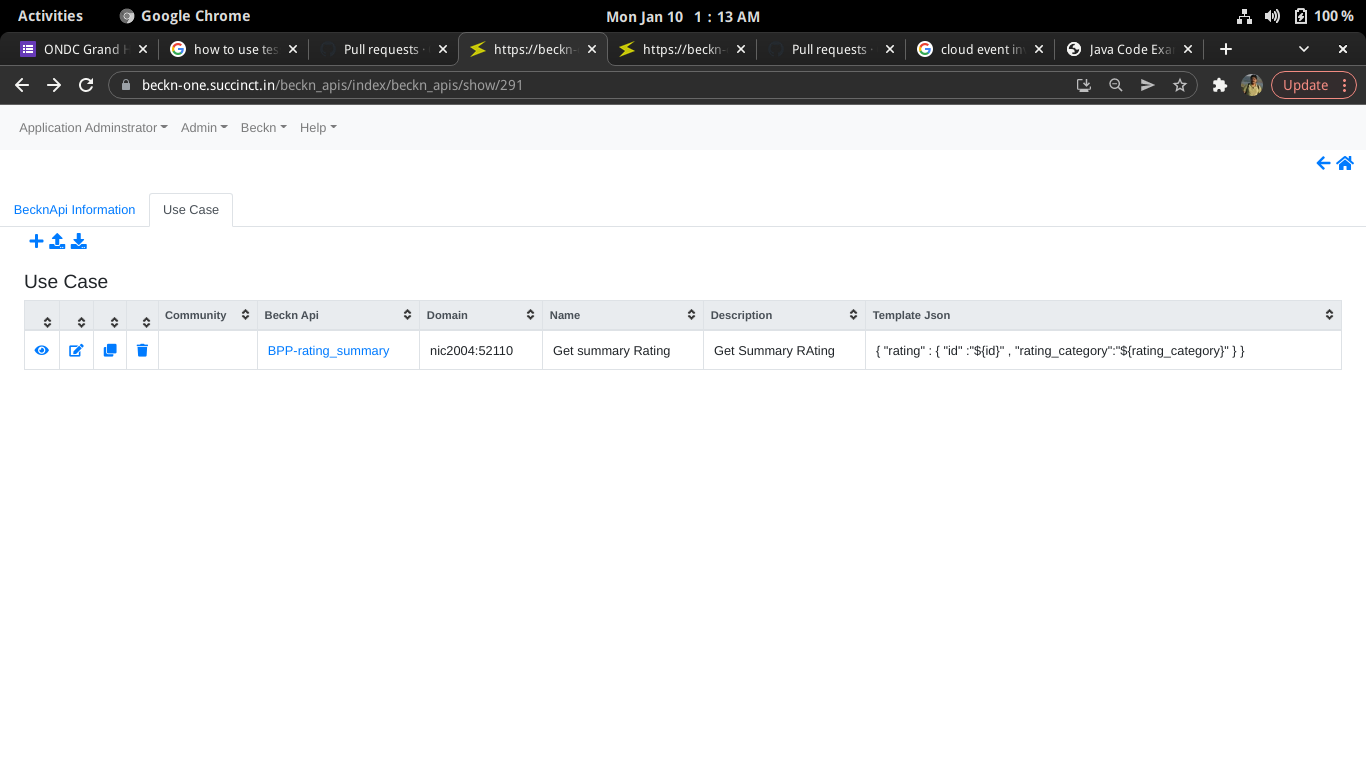 Activities Google Chrome Mon Jan 10 1 : 13 AM 100 %
ONDC Grand how to use tes Pull requests · https://beckn- https://beckn- Pull requests · cloud event in Java Code Exa
beckn-one.succinct.in/beckn_apis/index/beckn_apis/show/291 Update
Application Adminstrator Admin Beckn Help
BecknApi Information Use Case
Use Case
Community Beckn Api Domain Name Description Template Json
BPP-rating_summary nic2004:52110 Get summary Rating Get Summary RAting { "rating" : { "id" :"${id}" , "rating_category":"${rating_category}" } }